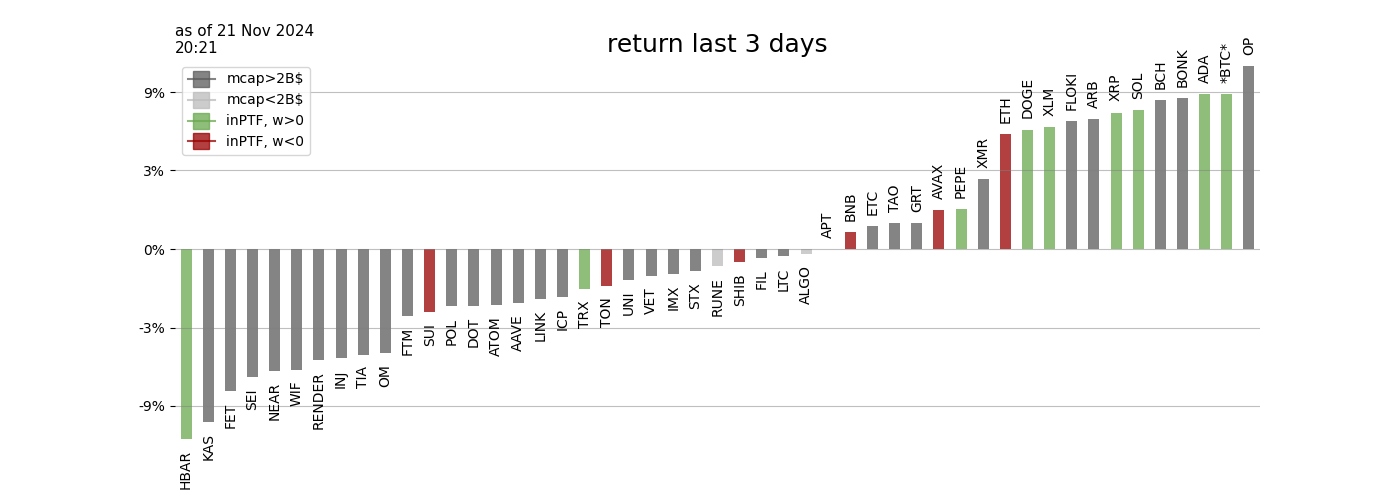 as of 21 Nov 2024
20:21
return last 3 days
mcap>2B$
mcap<2B$
inPTF, w>0
inPTF, w<0
9%
3%
0%
-3%
-9%
HBAR
KAS
FET
SEI
NEAR
WIF
RENDER
INJ
TIA
OM
FTM
SUI
POL
DOT
ATOM
AAVE
LINK
ICP
TRX
TON
UNI
VET
IMX
STX
RUNE
SHIB
FIL
LTC
ALGO
APT
BNB
ETC
TAO
GRT
AVAX
PEPE
XMR
ETH
DOGE
XLM
FLOKI
ARB
XRP
SOL
BCH
BONK
ADA
*BTC*
OP